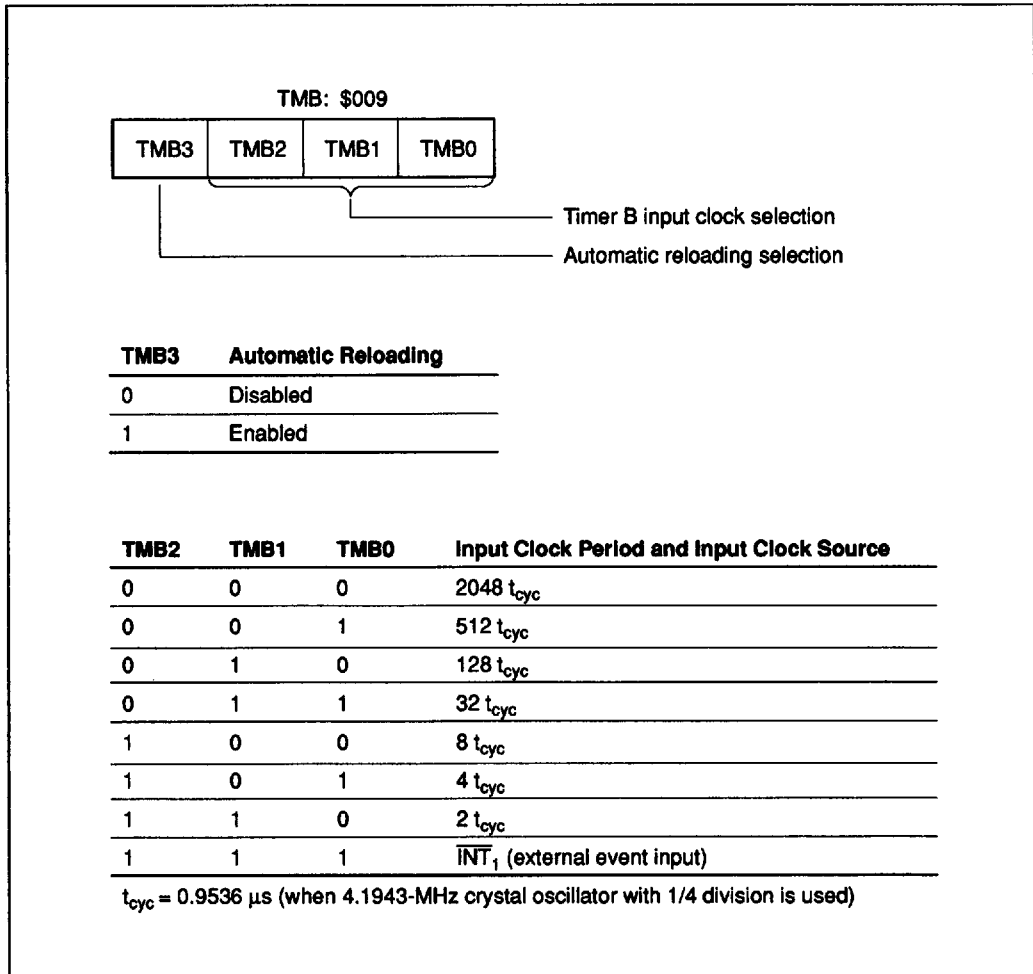 TMB: $009
TMB3 TMB2 TMB1 TMB0
Timer B input clock selection
Automatic reloading selection
TMB3 Automatic Reloading
0 Disabled
1 Enabled
TMB2 TMB1 TMB0 Input Clock Period and Input Clock Source
0 0 0 2048 tcyc
0 0 1 512 tcyc
0 1 0 128 tcyc
0 1 1 32 tcyc
1 0 0 8 tcyc
1 0 1 4 tcyc
1 1 0 2 tcyc
1 1 1 I̅N̅T̅1 (external event input)
tcyc = 0.9536 µs (when 4.1943-MHz crystal oscillator with 1/4 division is used)